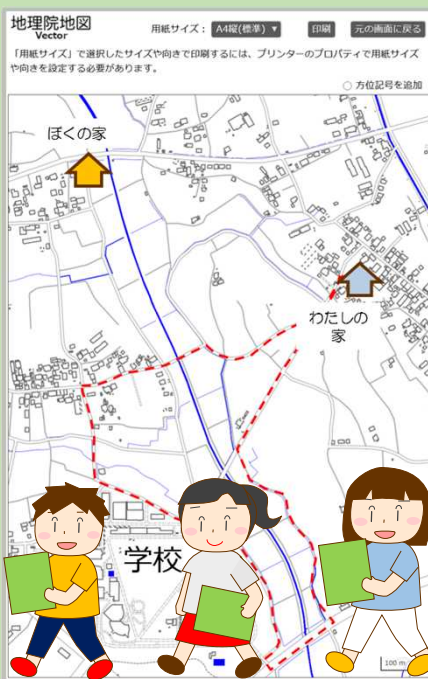 地理院地図
Vector
用紙サイズ： A4縦(標準) ▼ 印刷 元の画面に戻る
「用紙サイズ」で選択したサイズや向きで印刷するには、プリンターのプロパティで用紙サイズ
や向きを設定する必要があります。
方位記号を追加
ぼくの家
わたしの
家
学校
100 m